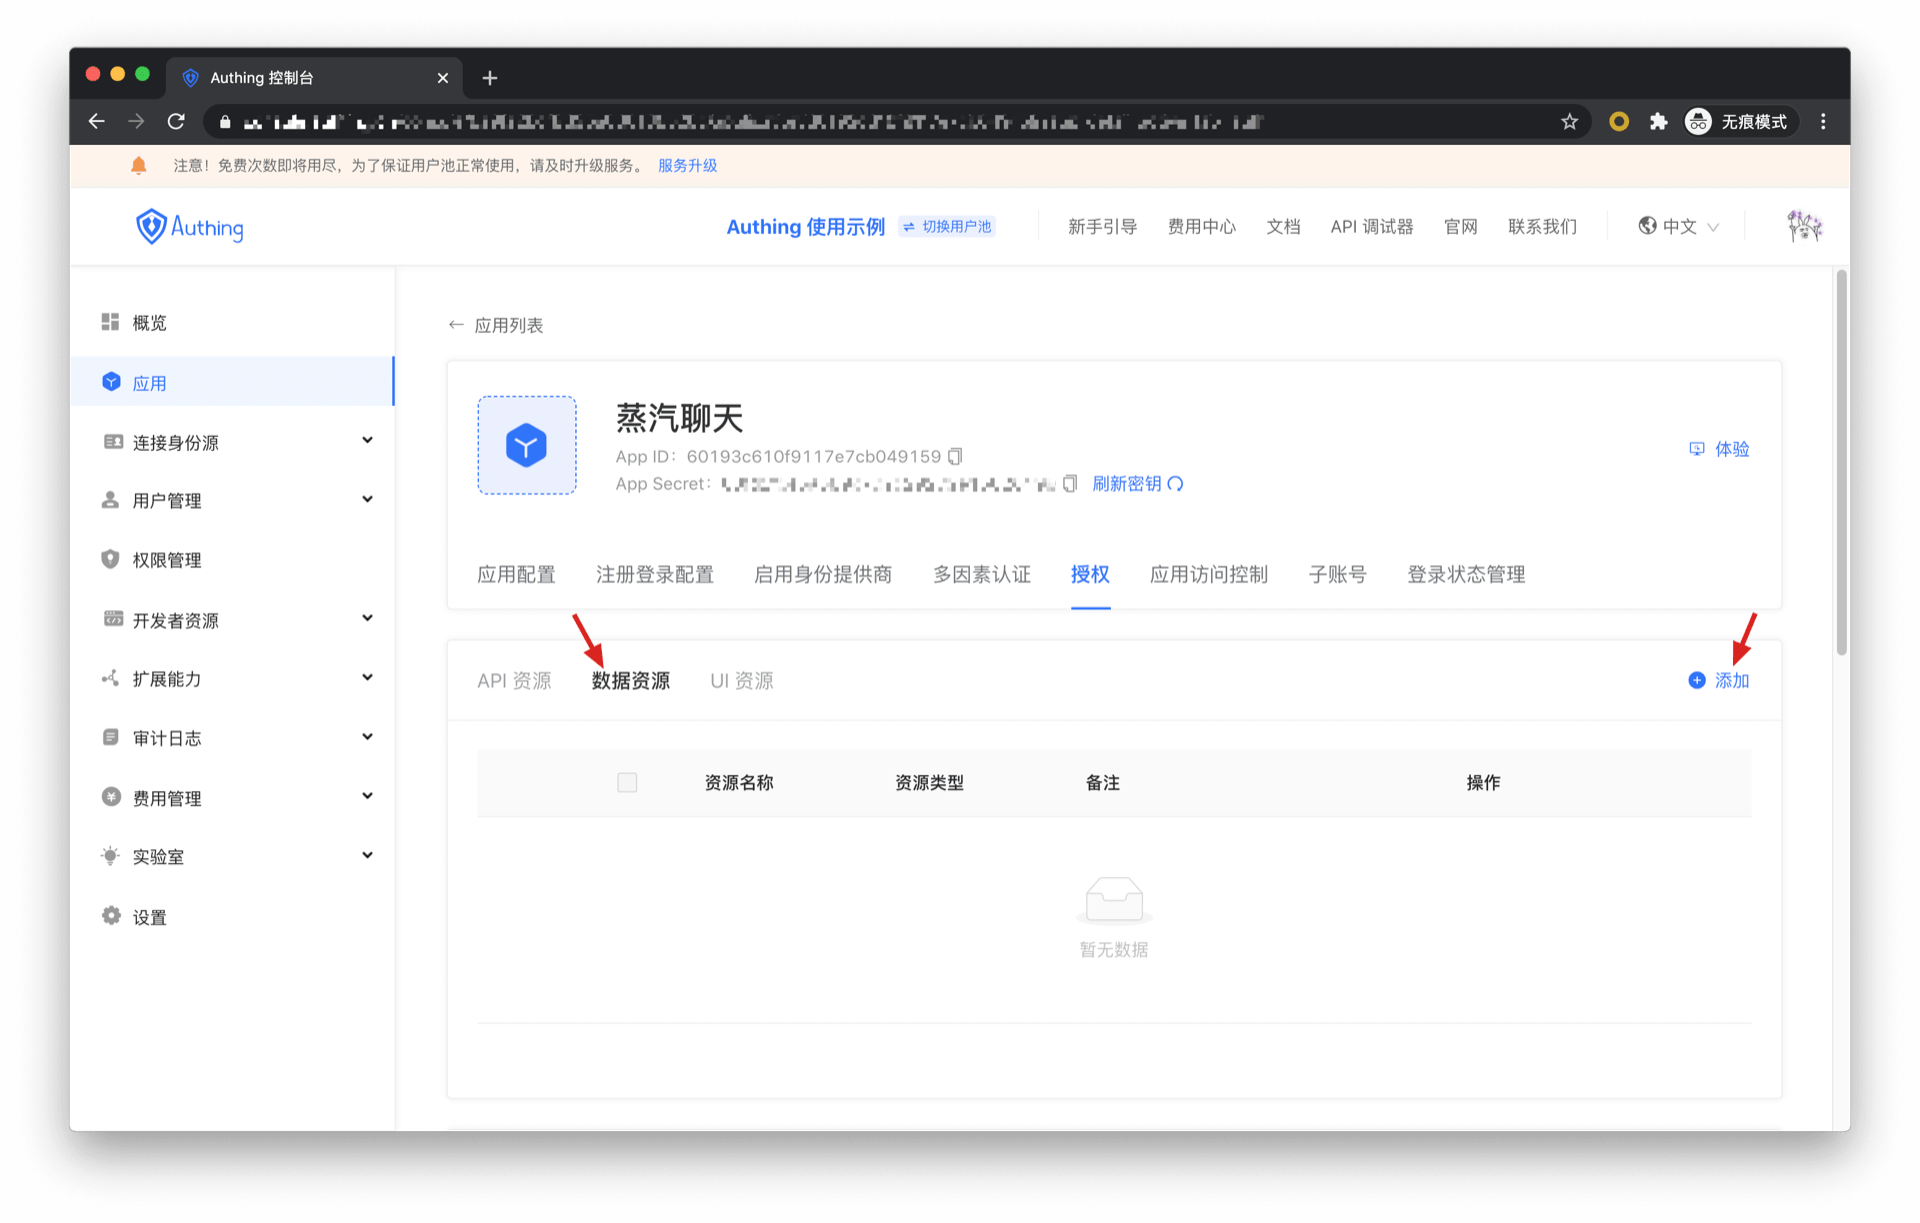 Authing 控制台
无痕模式
注意！免费次数即将用尽，为了保证用户池正常使用，请及时升级服务。 服务升级
Authing
Authing 使用示例 切换用户池 新手引导 费用中心 文档 API 调试器 官网 联系我们 中文
概览
应用
连接身份源
用户管理
权限管理
开发者资源
扩展能力
审计日志
费用管理
实验室
设置
应用列表
蒸汽聊天
App ID：60193c610f9117e7cb049159
App Secret：
刷新密钥
体验
应用配置 注册登录配置 启用身份提供商 多因素认证 授权 应用访问控制 子账号 登录状态管理
API 资源 数据资源 UI 资源
添加
资源名称 资源类型 备注 操作
暂无数据